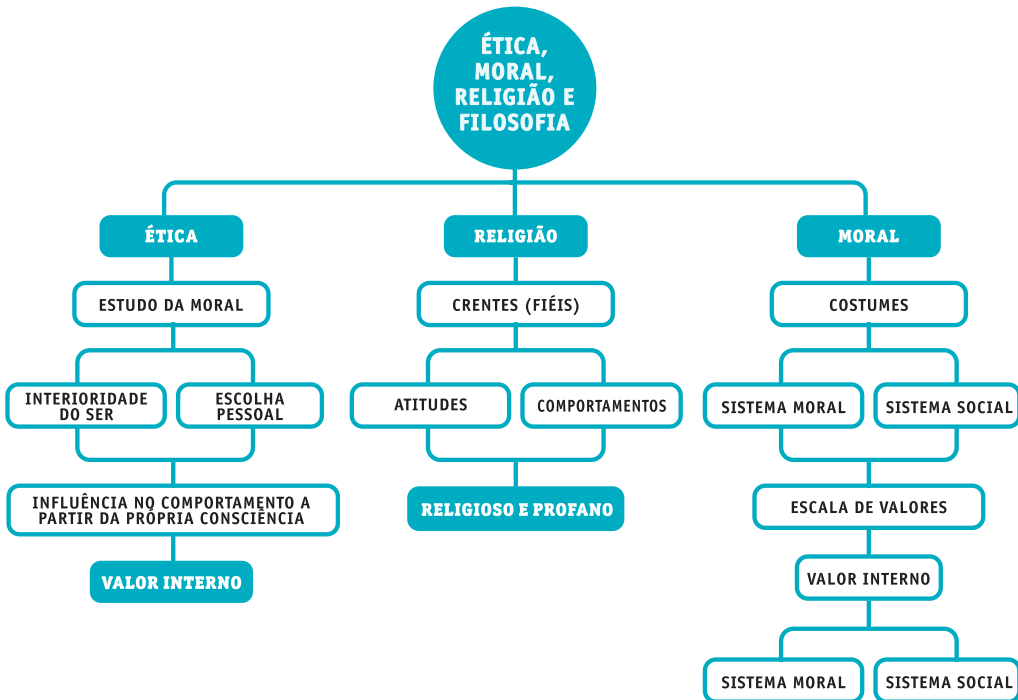 ÉTICA,
MORAL,
RELIGIÃO E
FILOSOFIA
ÉTICA
RELIGIÃO
MORAL
ESTUDO DA MORAL
CRENTES (FIÉIS)
COSTUMES
INTERIORIDADE
DO SER
ESCOLHA
PESSOAL
ATITUDES
COMPORTAMENTOS
SISTEMA MORAL
SISTEMA SOCIAL
INFLUÊNCIA NO COMPORTAMENTO A
PARTIR DA PRÓPRIA CONSCIÊNCIA
RELIGIOSO E PROFANO
ESCALA DE VALORES
VALOR INTERNO
VALOR INTERNO
SISTEMA MORAL
SISTEMA SOCIAL